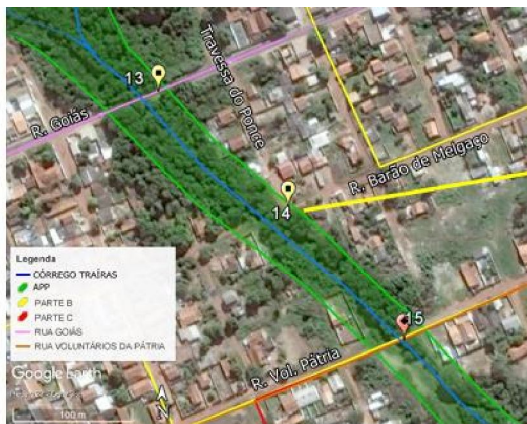 13
R. Goiás
Travessa do Ponce
R. Barão de Melgaço
14
15
R. Vol. Pátria
Legenda
CÓRREGO TRAÍRAS
APP
PARTE B
PARTE C
RUA GOIÁS
RUA VOLUNTÁRIOS DA PÁTRIA
Google Earth
N
100 m